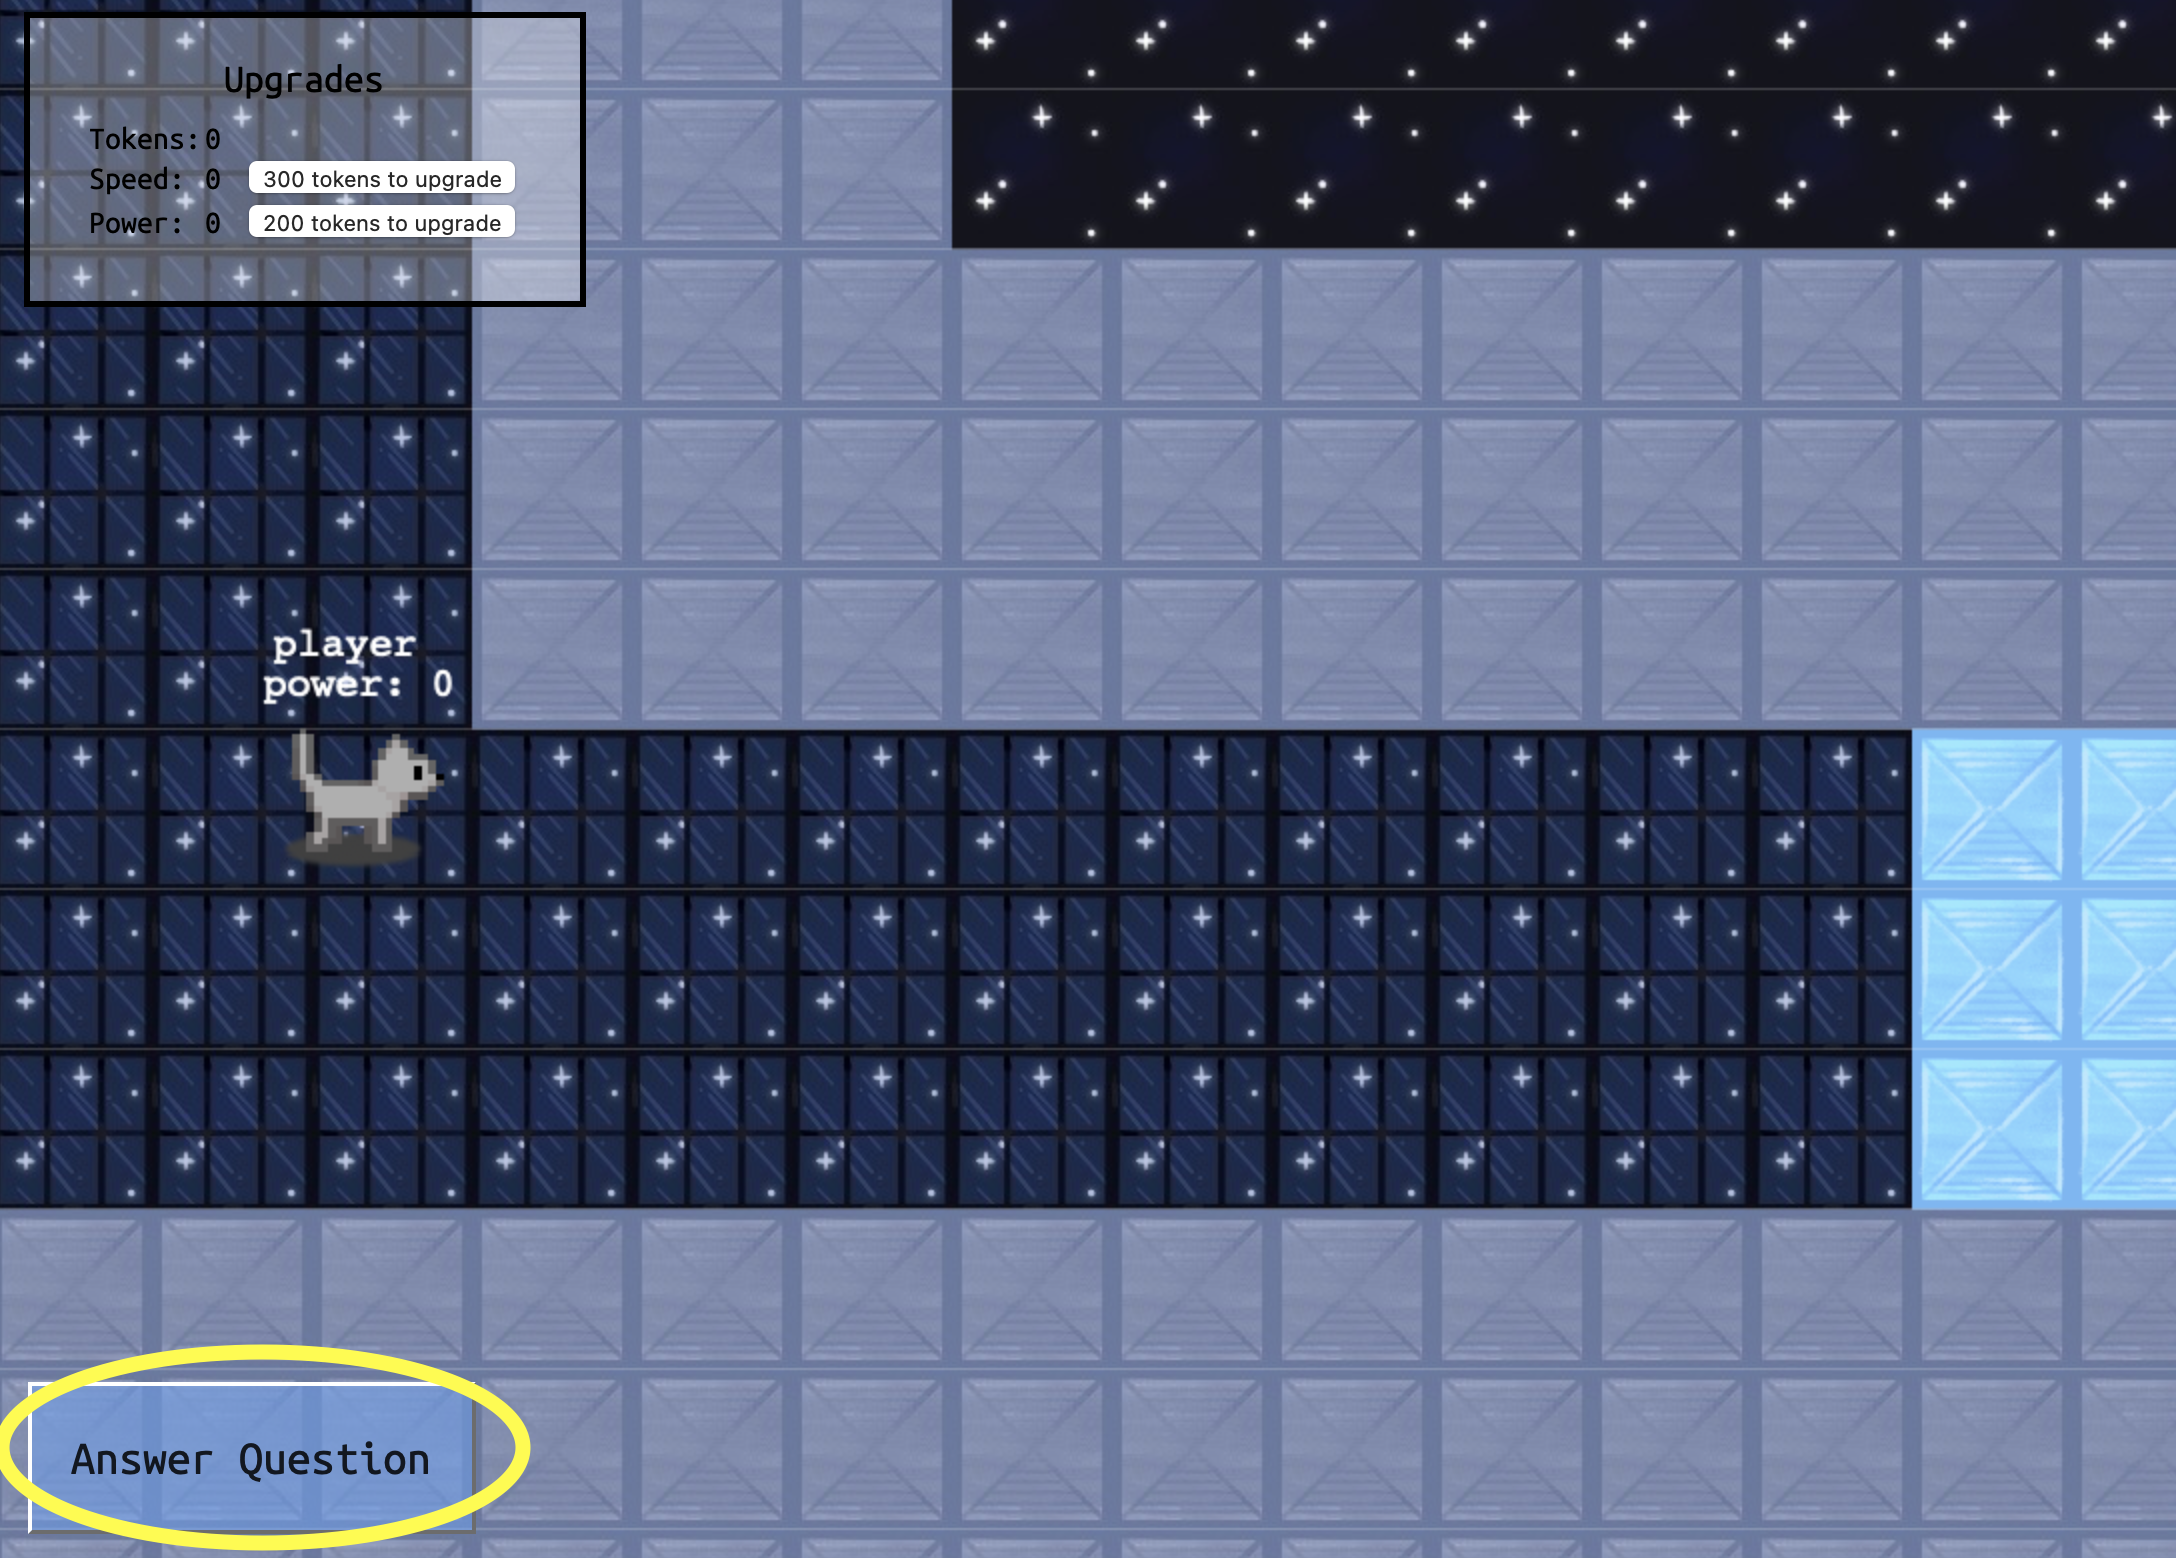 Upgrades
Tokens:0
Speed: 0 300 tokens to upgrade
Power: 0 200 tokens to upgrade
player
power: 0
Answer Question